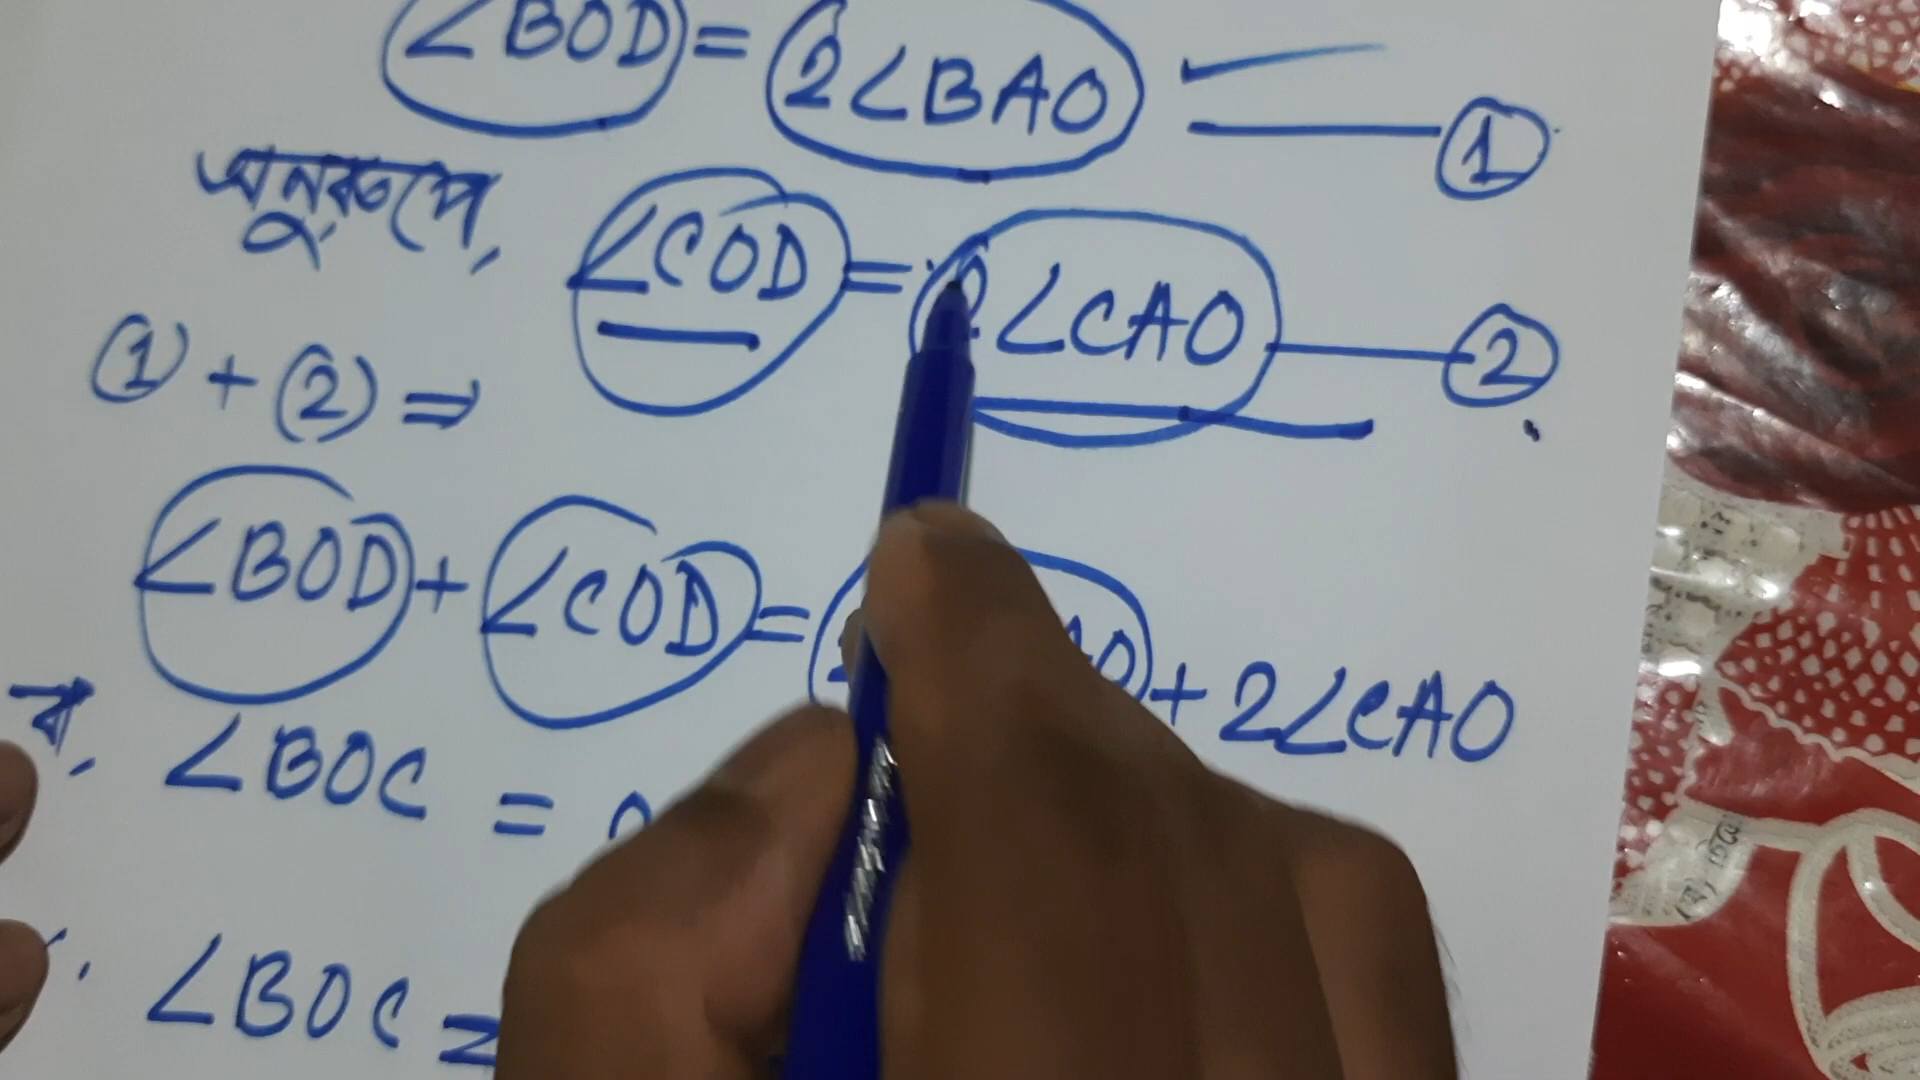 ∠BOD = 2∠BAO ①
অনুরূপে, ∠COD = 2∠CAO ②
① + ② ⇒
∠BOD + ∠COD = + 2∠CAO
বা, ∠BOC =
∠BOC =